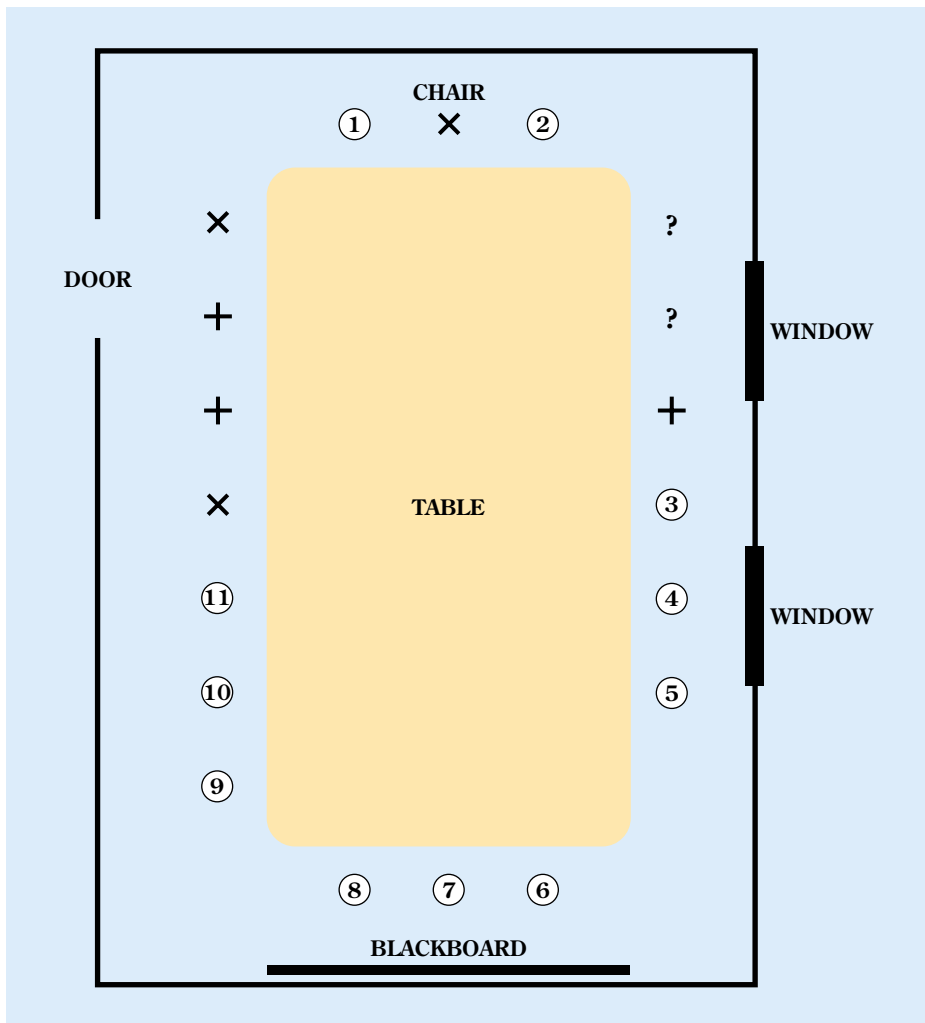 CHAIR
① × ②
× ?
DOOR
+ ?
WINDOW
+ +
× TABLE ③
⑪ ④
WINDOW
⑩ ⑤
⑨
⑧ ⑦ ⑥
BLACKBOARD